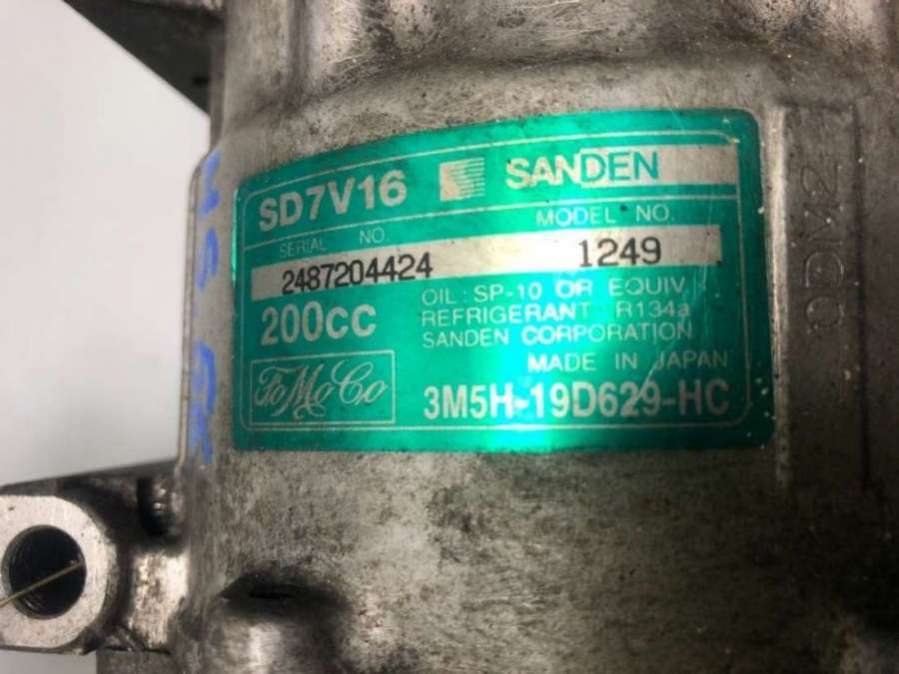 SD7V16 SANDEN
SERIAL NO. MODEL NO.
2487204424 1249
200cc OIL: SP-10 OR EQUIV.
REFRIGERANT R134a
SANDEN CORPORATION
MADE IN JAPAN
FoMoCo 3M5H-19D629-HC